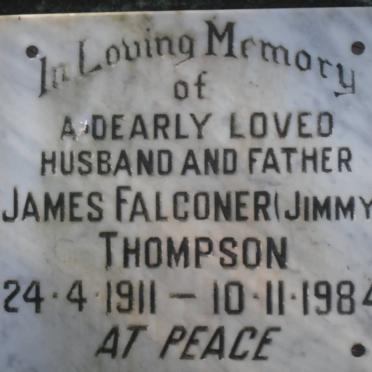 In Loving Memory
of
A DEARLY LOVED
HUSBAND AND FATHER
JAMES FALCONER (JIMMY
THOMPSON
24·4·1911 — 10·11·1984
AT PEACE